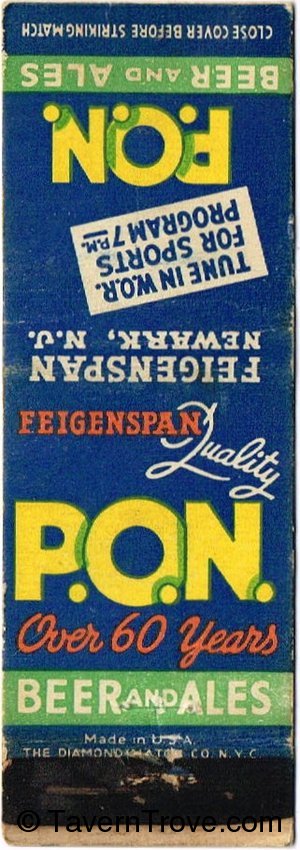 CLOSE COVER BEFORE STRIKING MATCH
BEER AND ALES
P.O.N.
TUNE IN W.O.R.
FOR SPORTS
PROGRAM 7 P.M.
FEIGENSPAN
NEWARK, N.J.
FEIGENSPAN
Quality
P.O.N.
Over 60 Years
BEER AND ALES
Made in U.S.A.
THE DIAMOND MATCH CO. N.Y.C.
© TavernTrove.com